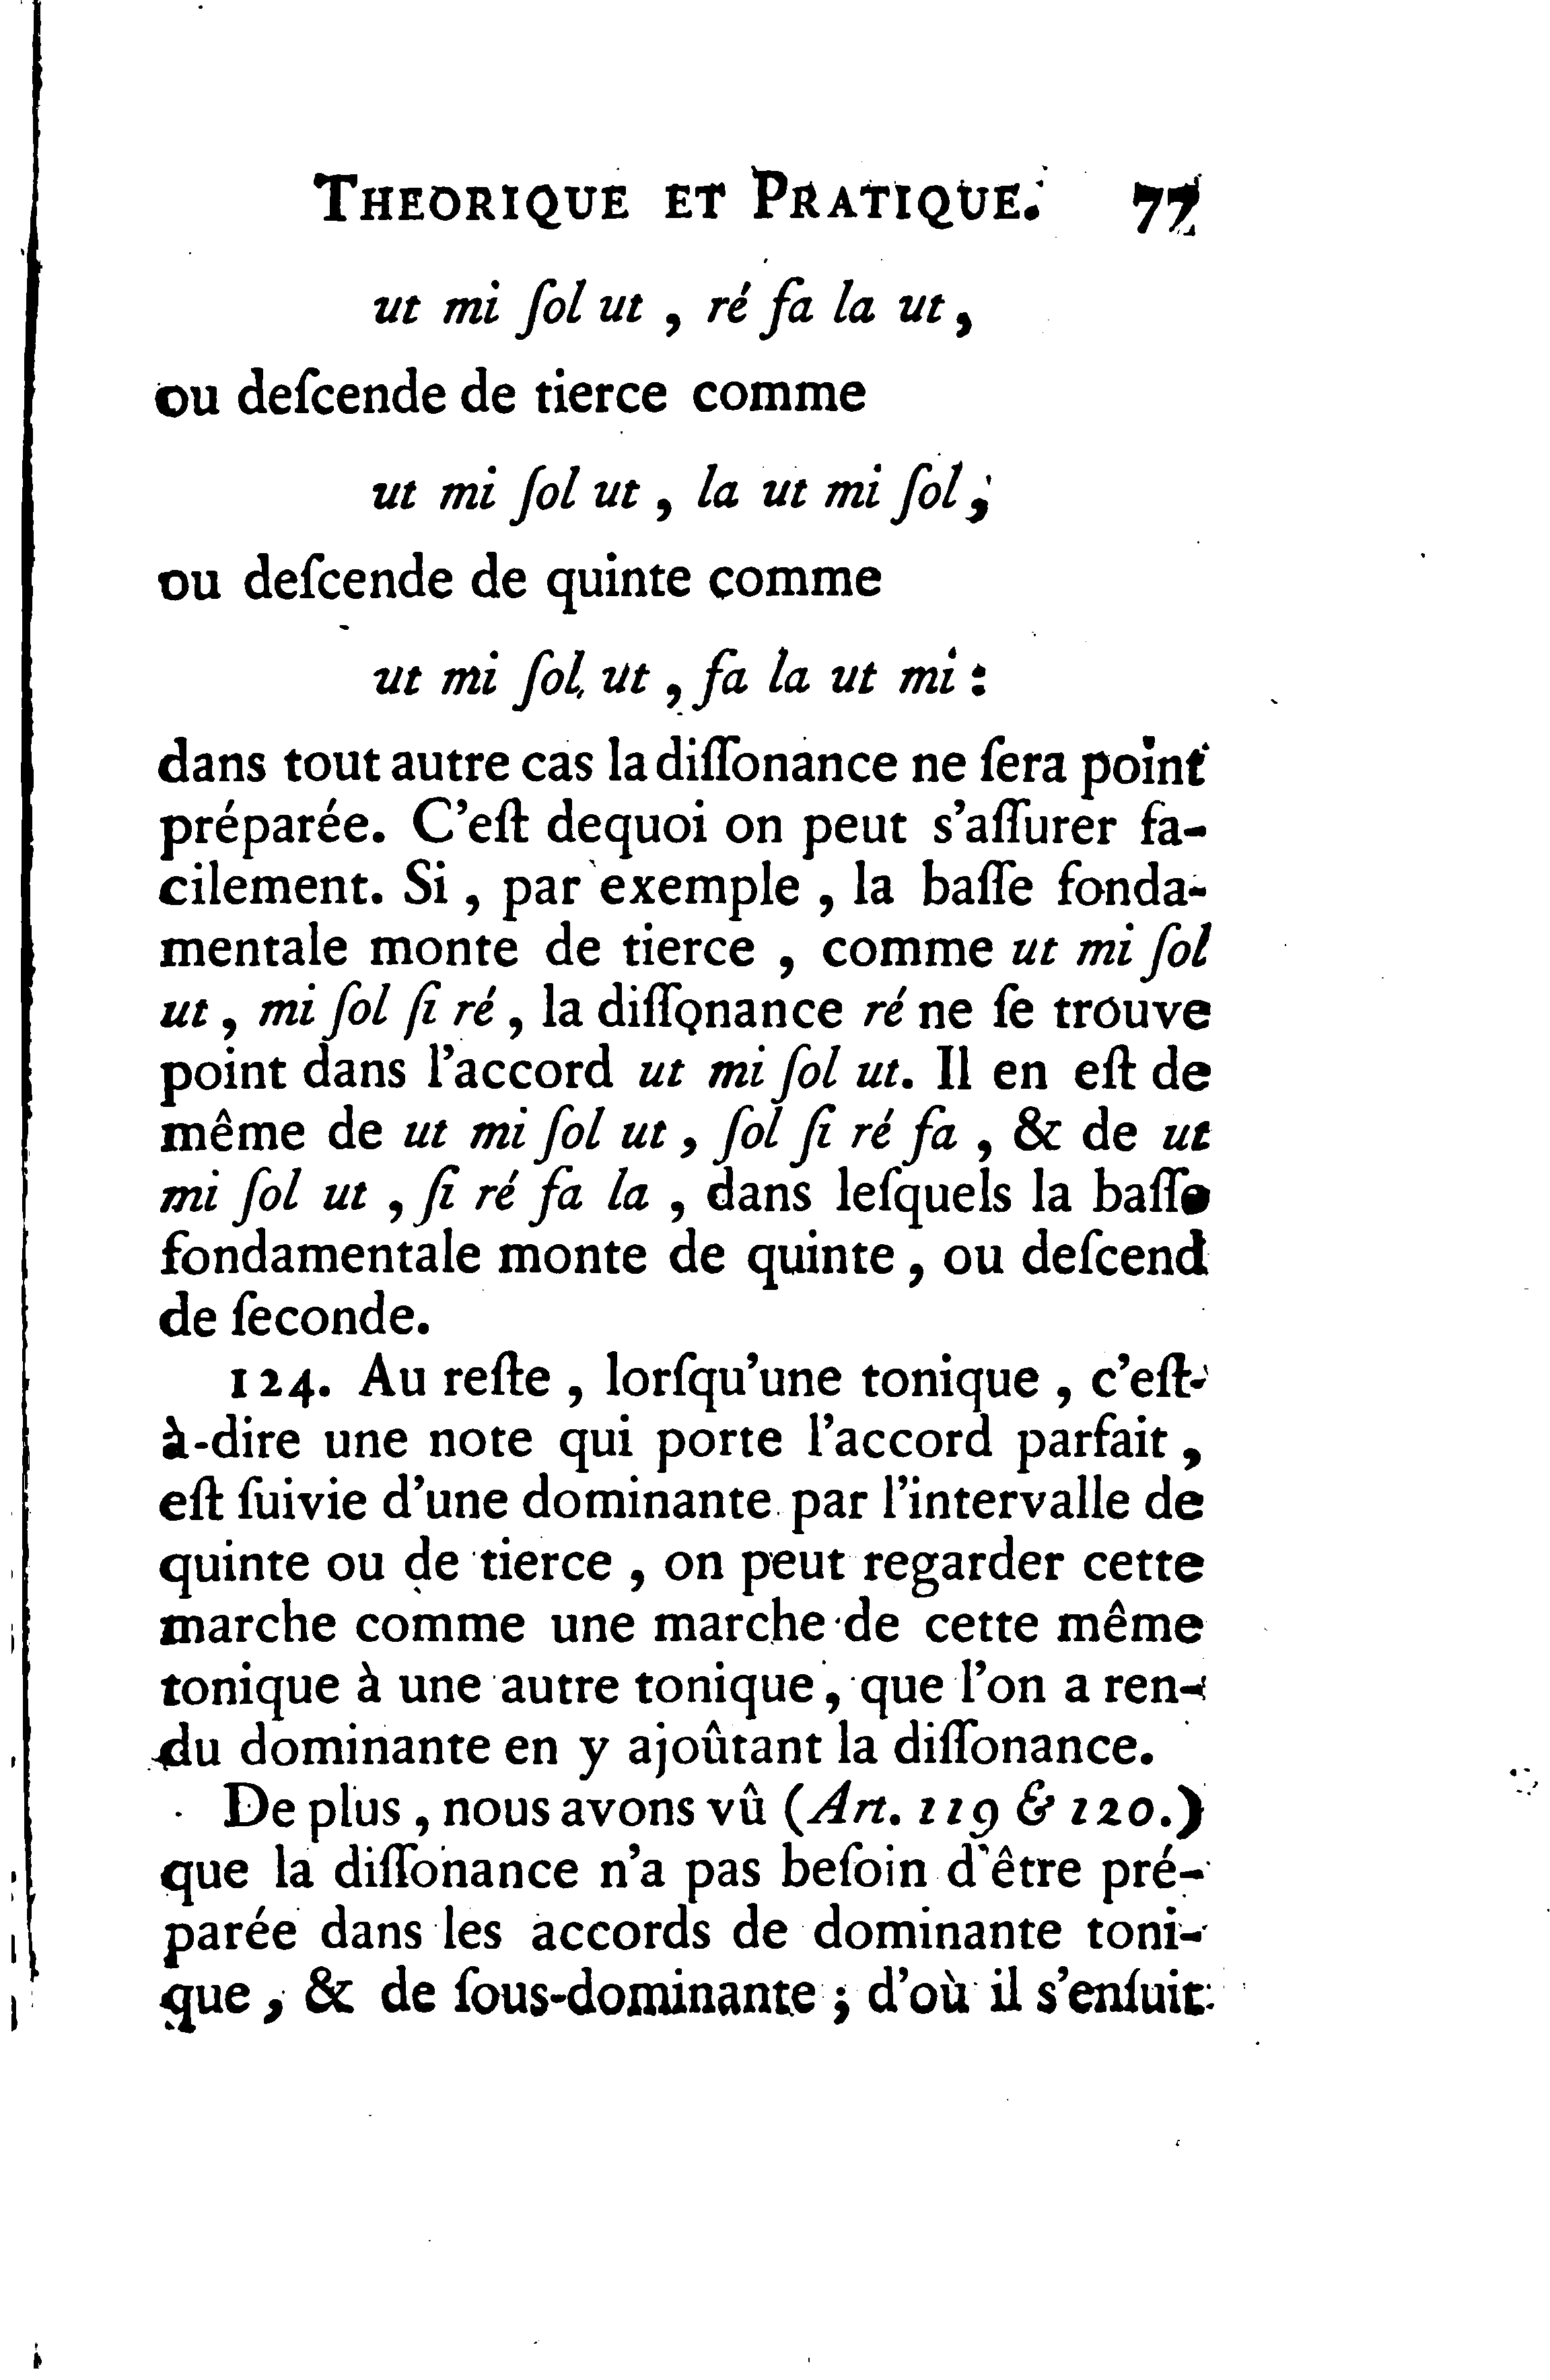 THEORIQUE ET PRATIQUE. 77
ut mi ſol ut , ré fa la ut ,
ou deſcende de tierce comme
ut mi ſol ut , la ut mi ſol ;
ou deſcende de quinte comme
ut mi ſol ut , fa la ut mi :
dans tout autre cas la diſſonance ne ſera point
préparée. C'eſt dequoi on peut s'aſſurer fa-
cilement. Si , par exemple , la baſſe fonda-
mentale monte de tierce , comme ut mi ſol
ut , mi ſol ſi ré , la diſſonance ré ne ſe trouve
point dans l'accord ut mi ſol ut. Il en eſt de
même de ut mi ſol ut , ſol ſi ré fa , & de ut
mi ſol ut , ſi ré fa la , dans leſquels la baſſe
fondamentale monte de quinte , ou deſcend
de ſeconde.
124. Au reſte , lorſqu'une tonique , c'eſt-
à-dire une note qui porte l'accord parfait ,
eſt ſuivie d'une dominante par l'intervalle de
quinte ou de tierce , on peut regarder cette
marche comme une marche de cette même
tonique à une autre tonique , que l'on a ren-
du dominante en y ajoûtant la diſſonance.
De plus , nous avons vû (Art. 119 & 120.)
que la diſſonance n'a pas beſoin d'être pré-
parée dans les accords de dominante toni-
que , & de ſous-dominante ; d'où il s'enſuit